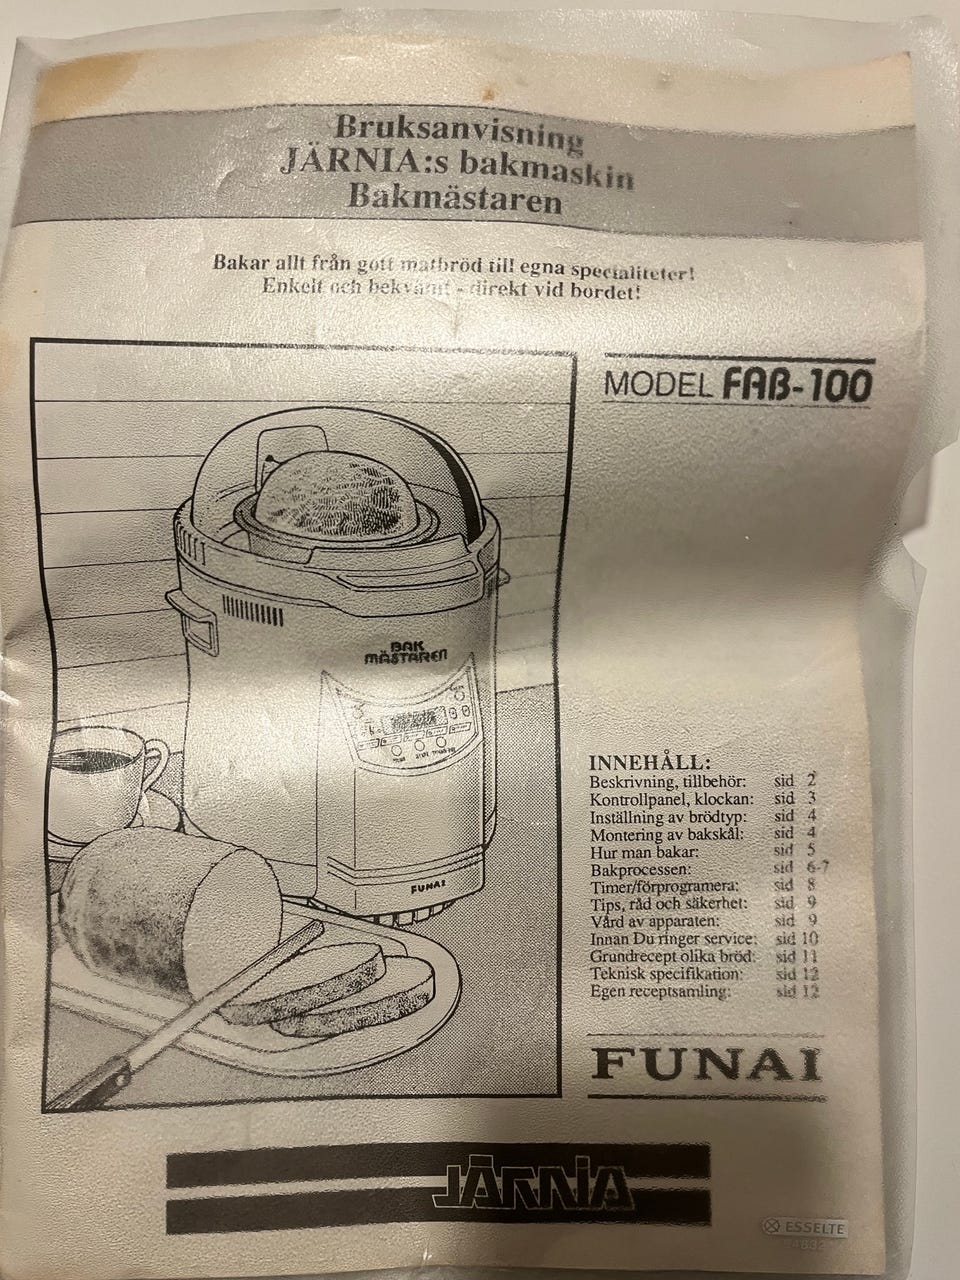 Bruksanvisning
JÄRNIA:s bakmaskin
Bakmästaren
Bakar allt från gott matbröd till egna specialiteter!
Enkelt och bekvämt - direkt vid bordet!
MODEL FAB-100
BAK
MÄSTAREN
FUNAI
INNEHÅLL:
Beskrivning, tillbehör: sid 2
Kontrollpanel, klockan: sid 3
Inställning av brödtyp: sid 4
Montering av bakskål: sid 4
Hur man bakar: sid 5
Bakprocessen: sid 6-7
Timer/förprogramera: sid 8
Tips, råd och säkerhet: sid 9
Vård av apparaten: sid 9
Innan Du ringer service: sid 10
Grundrecept olika bröd: sid 11
Teknisk specifikation: sid 12
Egen receptsamling: sid 12
FUNAI
JÄRNIA
ESSELTE